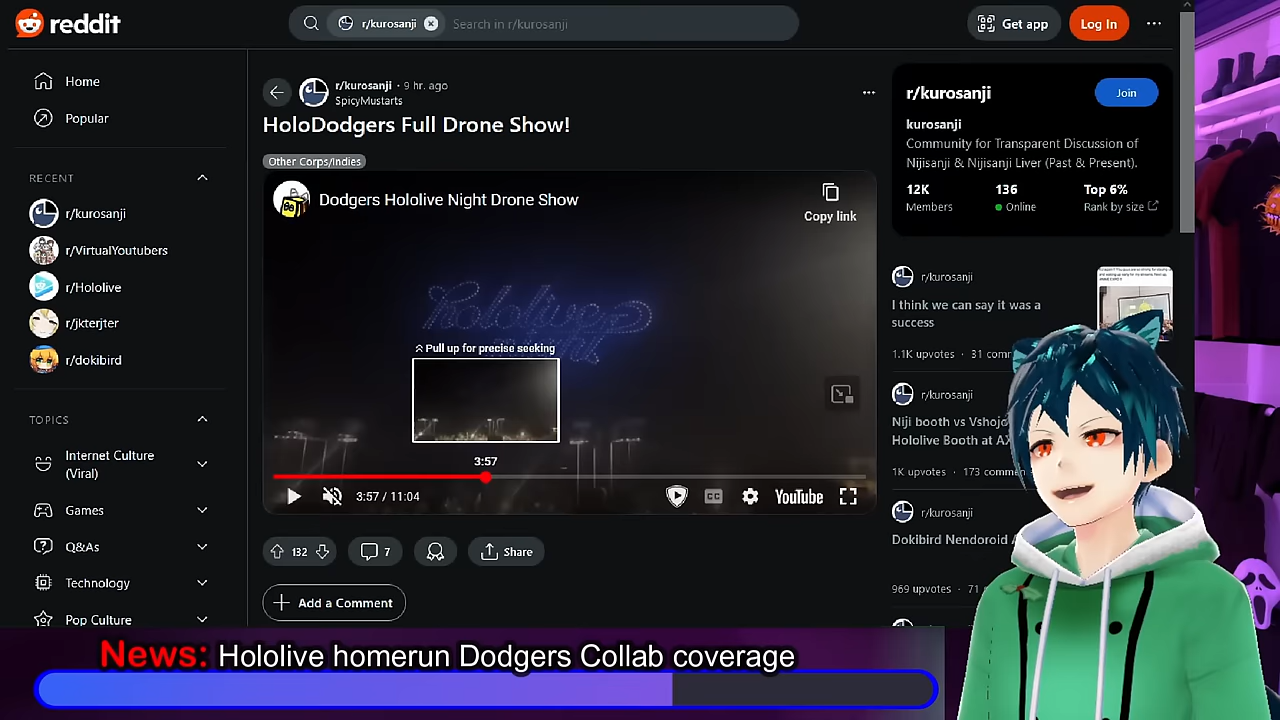 reddit
r/kurosanji
Search in r/kurosanji
Get app
Log In
Home
Popular
RECENT
r/kurosanji
r/VirtualYoutubers
r/Hololive
r/jkterjter
r/dokibird
TOPICS
Internet Culture
(Viral)
Games
Q&As
Technology
Pop Culture
r/kurosanji · 9 hr. ago
SpicyMustarts
HoloDodgers Full Drone Show!
Other Corps/Indies
Dodgers Hololive Night Drone Show
Copy link
hololive
Pull up for precise seeking
3:57
3:57 / 11:04
CC
YouTube
132
7
Share
Add a Comment
r/kurosanji
Join
kurosanji
Community for Transparent Discussion of
Nijisanji & Nijisanji Liver (Past & Present).
12K
136
Top 6%
Members
Online
Rank by size
r/kurosanji
I think we can say it was a
success
1.1K upvotes · 31
r/kurosanji
Niji booth vs
Hololive Booth at
1K upvotes · 173
r/kurosanji
Dokibird Nendoroid
969 upvotes · 71
News: Hololive homerun Dodgers Collab coverage